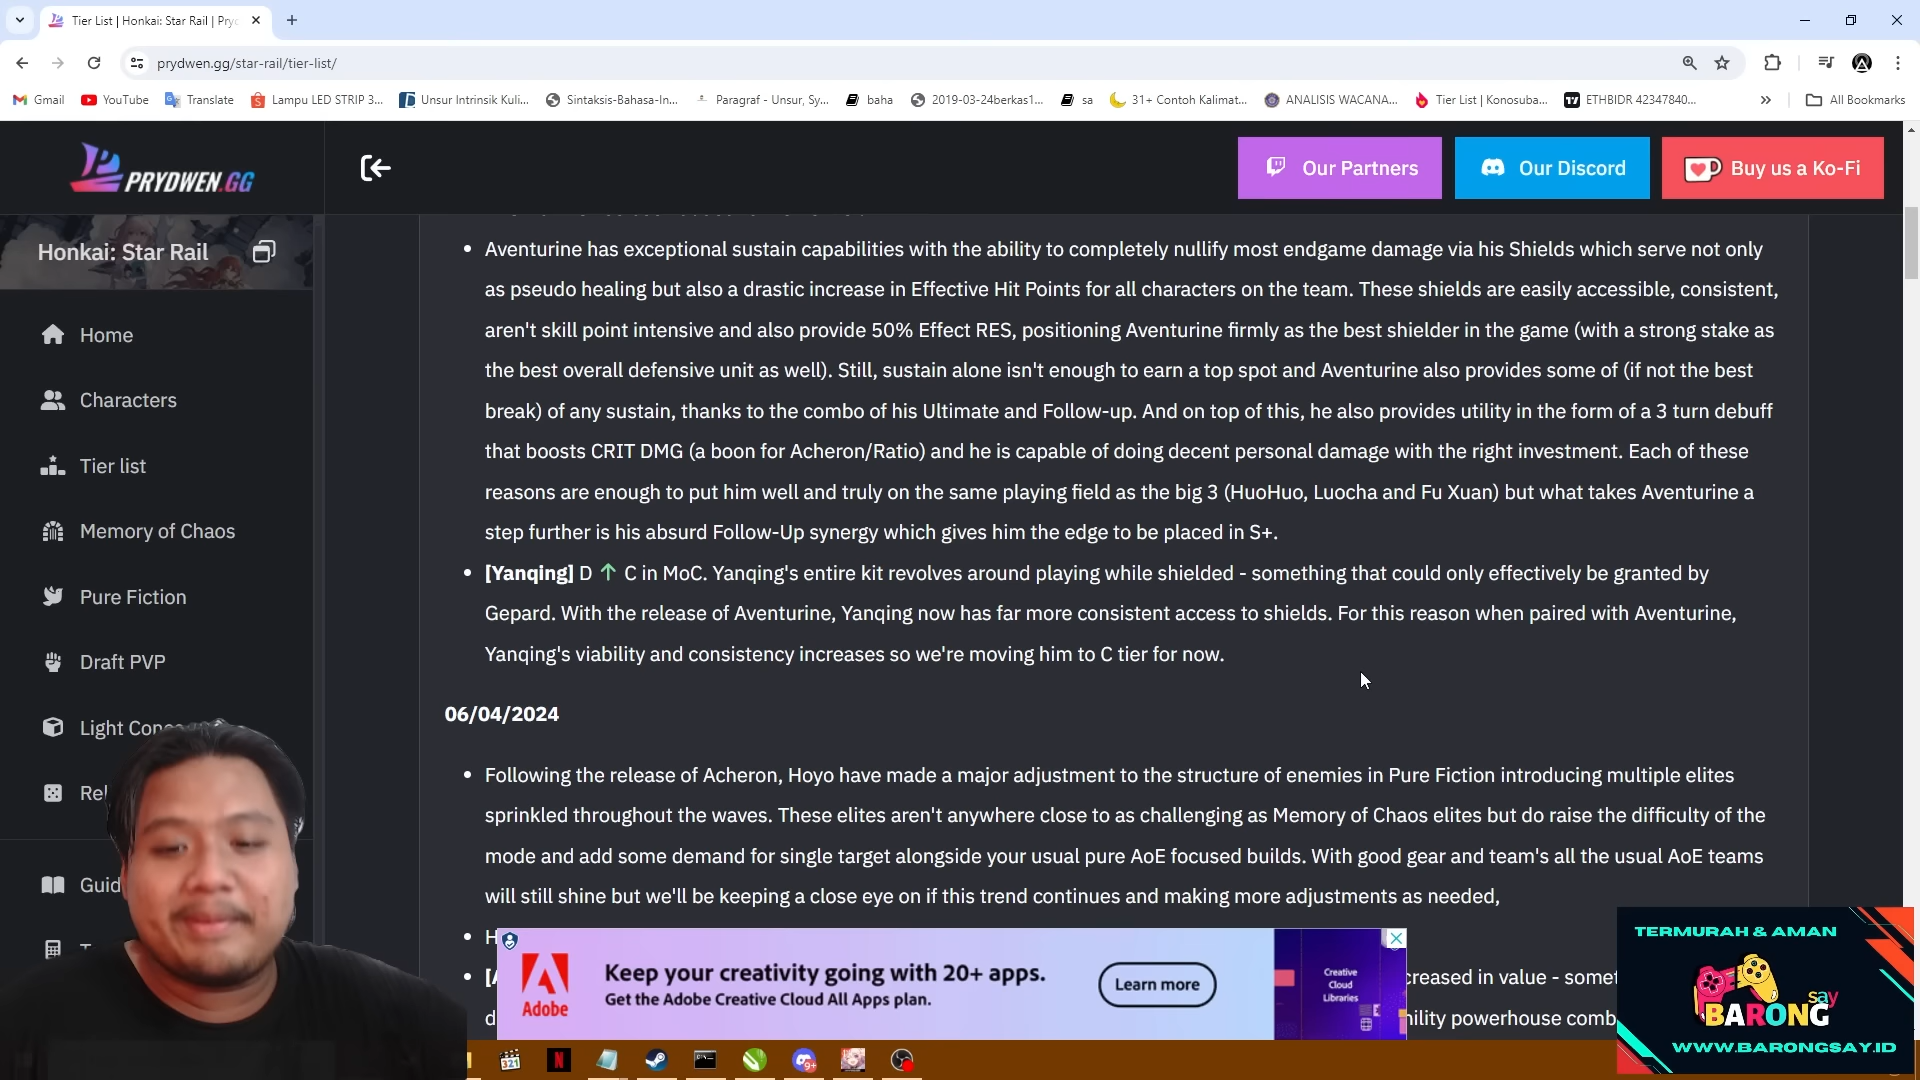 Tier List | Honkai: Star Rail | Pryd
prydwen.gg/star-rail/tier-list/
Gmail
YouTube
Translate
Lampu LED STRIP 3...
Unsur Intrinsik Kuli...
Sintaksis-Bahasa-In...
Paragraf - Unsur, Sy...
baha
2019-03-24berkas1...
sa
31+ Contoh Kalimat...
ANALISIS WACANA...
Tier List | Konosuba...
ETHBIDR 42347840...
All Bookmarks
PRYDWEN.GG
Our Partners
Our Discord
Buy us a Ko-Fi
Honkai: Star Rail
Home
Characters
Tier list
Memory of Chaos
Pure Fiction
Draft PVP
Light Con
Rel
Guid
• Aventurine has exceptional sustain capabilities with the ability to completely nullify most endgame damage via his Shields which serve not only
as pseudo healing but also a drastic increase in Effective Hit Points for all characters on the team. These shields are easily accessible, consistent,
aren't skill point intensive and also provide 50% Effect RES, positioning Aventurine firmly as the best shielder in the game (with a strong stake as
the best overall defensive unit as well). Still, sustain alone isn't enough to earn a top spot and Aventurine also provides some of (if not the best
break) of any sustain, thanks to the combo of his Ultimate and Follow-up. And on top of this, he also provides utility in the form of a 3 turn debuff
that boosts CRIT DMG (a boon for Acheron/Ratio) and he is capable of doing decent personal damage with the right investment. Each of these
reasons are enough to put him well and truly on the same playing field as the big 3 (HuoHuo, Luocha and Fu Xuan) but what takes Aventurine a
step further is his absurd Follow-Up synergy which gives him the edge to be placed in S+.
• [Yanqing] D ↑ C in MoC. Yanqing's entire kit revolves around playing while shielded - something that could only effectively be granted by
Gepard. With the release of Aventurine, Yanqing now has far more consistent access to shields. For this reason when paired with Aventurine,
Yanqing's viability and consistency increases so we're moving him to C tier for now.
06/04/2024
• Following the release of Acheron, Hoyo have made a major adjustment to the structure of enemies in Pure Fiction introducing multiple elites
sprinkled throughout the waves. These elites aren't anywhere close to as challenging as Memory of Chaos elites but do raise the difficulty of the
mode and add some demand for single target alongside your usual pure AoE focused builds. With good gear and team's all the usual AoE teams
will still shine but we'll be keeping a close eye on if this trend continues and making more adjustments as needed,
• H
• [A creased in value - somet
d ility powerhouse comb
Adobe
Keep your creativity going with 20+ apps.
Get the Adobe Creative Cloud All Apps plan.
Learn more
Creative
Cloud
Libraries
TERMURAH & AMAN
BARONG say
WWW.BARONGSAY.ID
321
N
9+